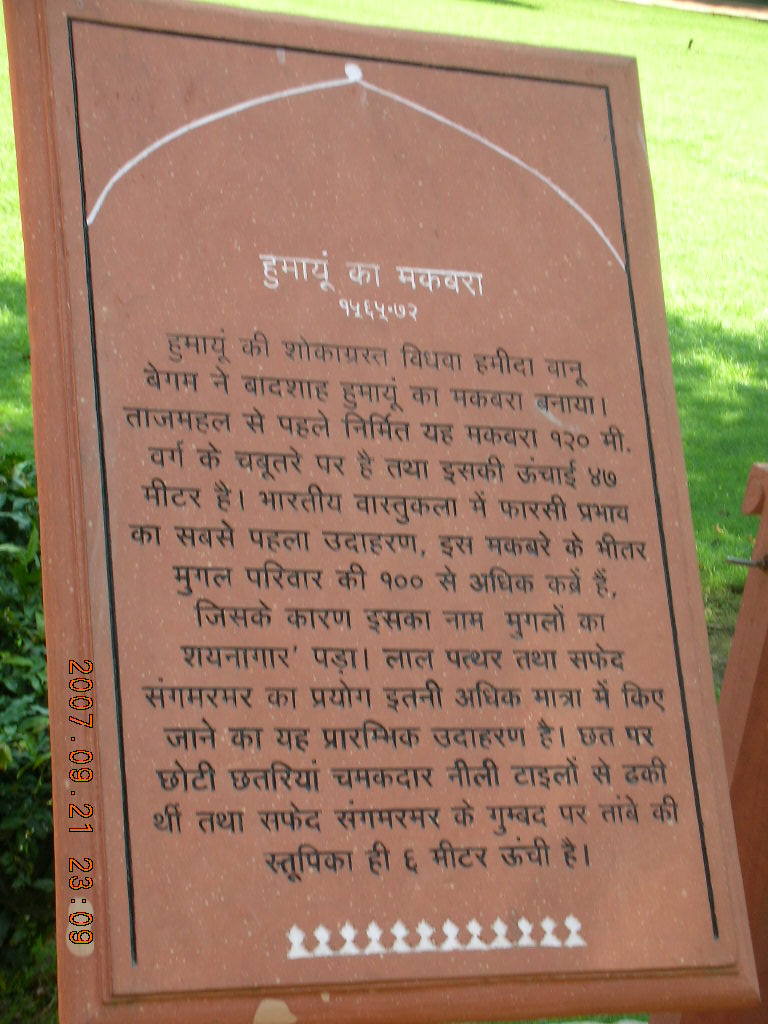 हुमायूं का मकबरा
१५६५-७२
हुमायूं की शोकाग्रस्त विधवा हमीदा वानू
बेगम ने बादशाह हुमायूं का मकबरा बनाया।
ताजमहल से पहले निर्मित यह मकबरा १२० मी.
वर्ग के चबूतरे पर है तथा इसकी ऊंचाई ४७
मीटर है। भारतीय वास्तुकला में फारसी प्रभाव
का सबसे पहला उदाहरण, इस मकबरे के भीतर
मुगल परिवार की १०० से अधिक कब्रें हैं,
जिसके कारण इसका नाम मुगलों का
शयनागार' पड़ा। लाल पत्थर तथा सफेद
संगमरमर का प्रयोग इतनी अधिक मात्रा में किए
जाने का यह प्रारम्भिक उदाहरण है। छत पर
छोटी छतरियां चमकदार नीली टाइलों से ढकी
थीं तथा सफेद संगमरमर के गुम्बद पर तांबे की
स्तूपिका ही ६ मीटर ऊंची है।
2007.09.21 23:09